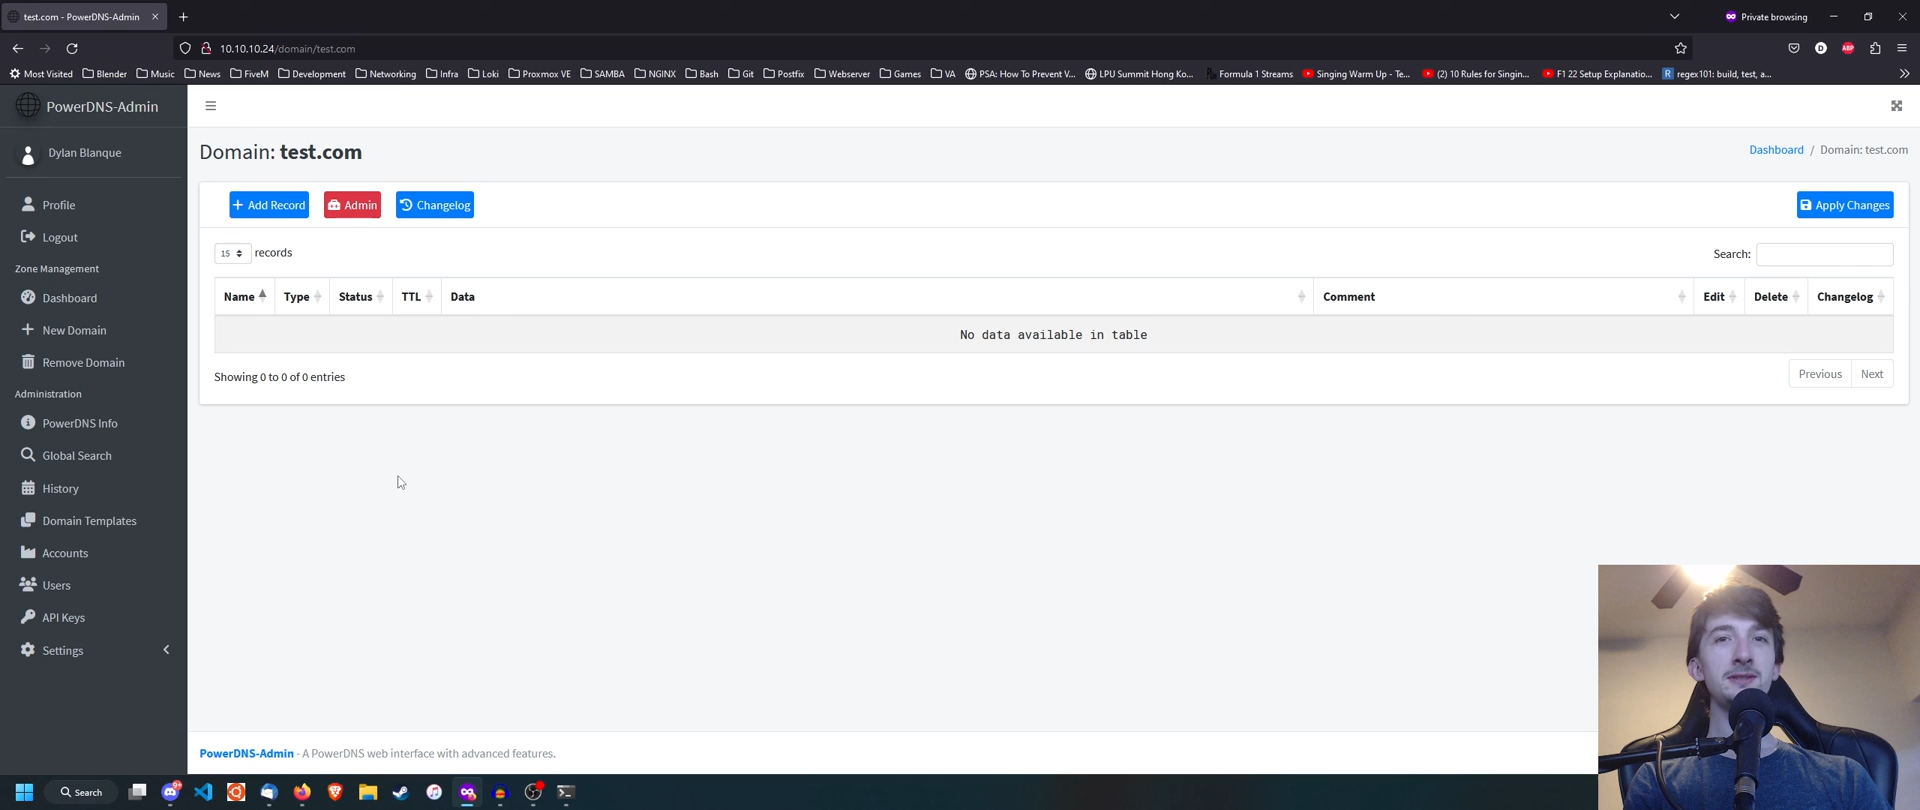 test.com - PowerDNS-Admin
Private browsing
10.10.10.24/domain/test.com
ABP
Most Visited Blender Music News FiveM Development Networking Infra Loki Proxmox VE SAMBA NGINX Bash Git Postfix Webserver Games VA PSA: How To Prevent V... LPU Summit Hong Ko... Formula 1 Streams Singing Warm Up - Te... (2) 10 Rules for Singin... F1 22 Setup Explanatio... R regex101: build, test, a...
PowerDNS-Admin
Dylan Blanque
Domain: test.com
Dashboard / Domain: test.com
Profile
Logout
Zone Management
Dashboard
New Domain
Remove Domain
Administration
PowerDNS Info
Global Search
History
Domain Templates
Accounts
Users
API Keys
Settings
+ Add Record Admin Changelog Apply Changes
15 records
Search:
Name Type Status TTL Data Comment Edit Delete Changelog
No data available in table
Showing 0 to 0 of 0 entries
Previous Next
PowerDNS-Admin - A PowerDNS web interface with advanced features.
Search